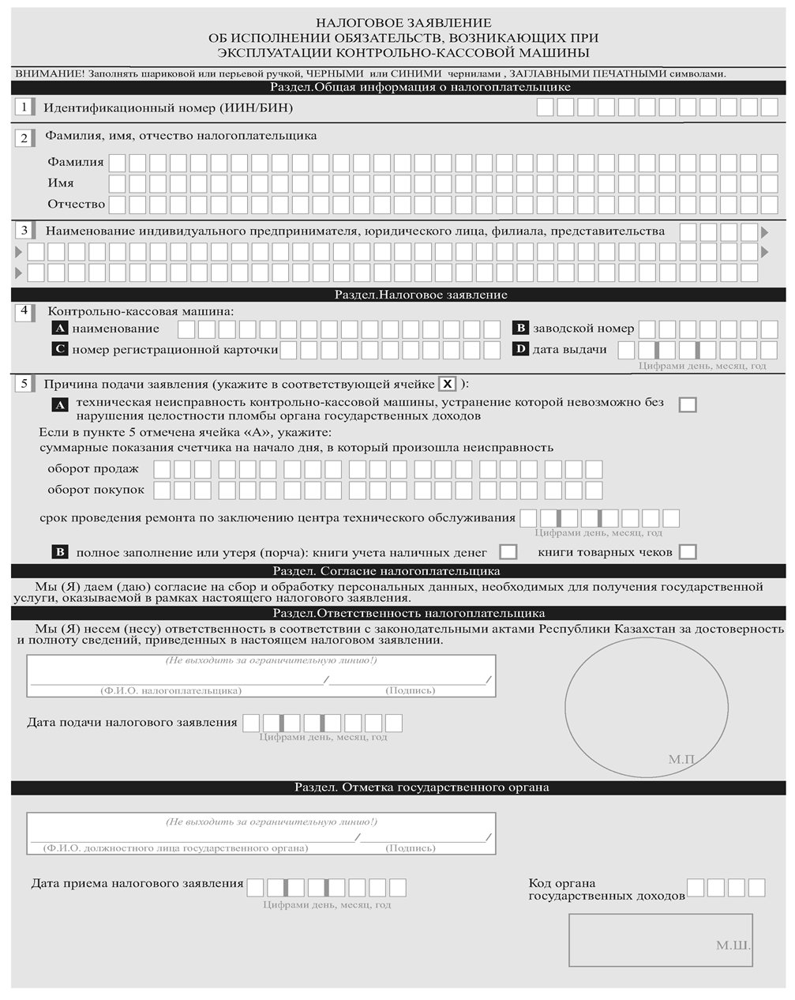 НАЛОГОВОЕ ЗАЯВЛЕНИЕ
ОБ ИСПОЛНЕНИИ ОБЯЗАТЕЛЬСТВ, ВОЗНИКАЮЩИХ ПРИ
ЭКСПЛУАТАЦИИ КОНТРОЛЬНО-КАССОВОЙ МАШИНЫ
ВНИМАНИЕ! Заполнять шариковой или перьевой ручкой, ЧЕРНЫМИ или СИНИМИ чернилами , ЗАГЛАВНЫМИ ПЕЧАТНЫМИ символами.
Раздел.Общая информация о налогоплательщике
1 Идентификационный номер (ИИН/БИН)
2 Фамилия, имя, отчество налогоплательщика
Фамилия
Имя
Отчество
3 Наименование индивидуального предпринимателя, юридического лица, филиала, представительства
Раздел.Налоговое заявление
4 Контрольно-кассовая машина:
A наименование B заводской номер
C номер регистрационной карточки D дата выдачи
Цифрами день, месяц, год
5 Причина подачи заявления (укажите в соответствующей ячейке X ):
A техническая неисправность контрольно-кассовой машины, устранение которой невозможно без
нарушения целостности пломбы органа государственных доходов
Если в пункте 5 отмечена ячейка «А», укажите:
суммарные показания счетчика на начало дня, в который произошла неисправность
оборот продаж
оборот покупок
срок проведения ремонта по заключению центра технического обслуживания
Цифрами день, месяц, год
B полное заполнение или утеря (порча): книги учета наличных денег книги товарных чеков
Раздел. Согласие налогоплательщика
Мы (Я) даем (даю) согласие на сбор и обработку персональных данных, необходимых для получения государственной
услуги, оказываемой в рамках настоящего налогового заявления.
Раздел.Ответственность налогоплательщика
Мы (Я) несем (несу) ответственность в соответствии с законодательными актами Республики Казахстан за достоверность
и полноту сведений, приведенных в настоящем налоговом заявлении.
(Не выходить за ограничительную линию!)
/ /
(Ф.И.О. налогоплательщика) (Подпись)
Дата подачи налогового заявления
Цифрами день, месяц, год
М.П
Раздел. Отметка государственного органа
(Не выходить за ограничительную линию!)
/ /
(Ф.И.О. должностного лица государственного органа) (Подпись)
Дата приема налогового заявления
Цифрами день, месяц, год
Код органа
государственных доходов
М.Ш.